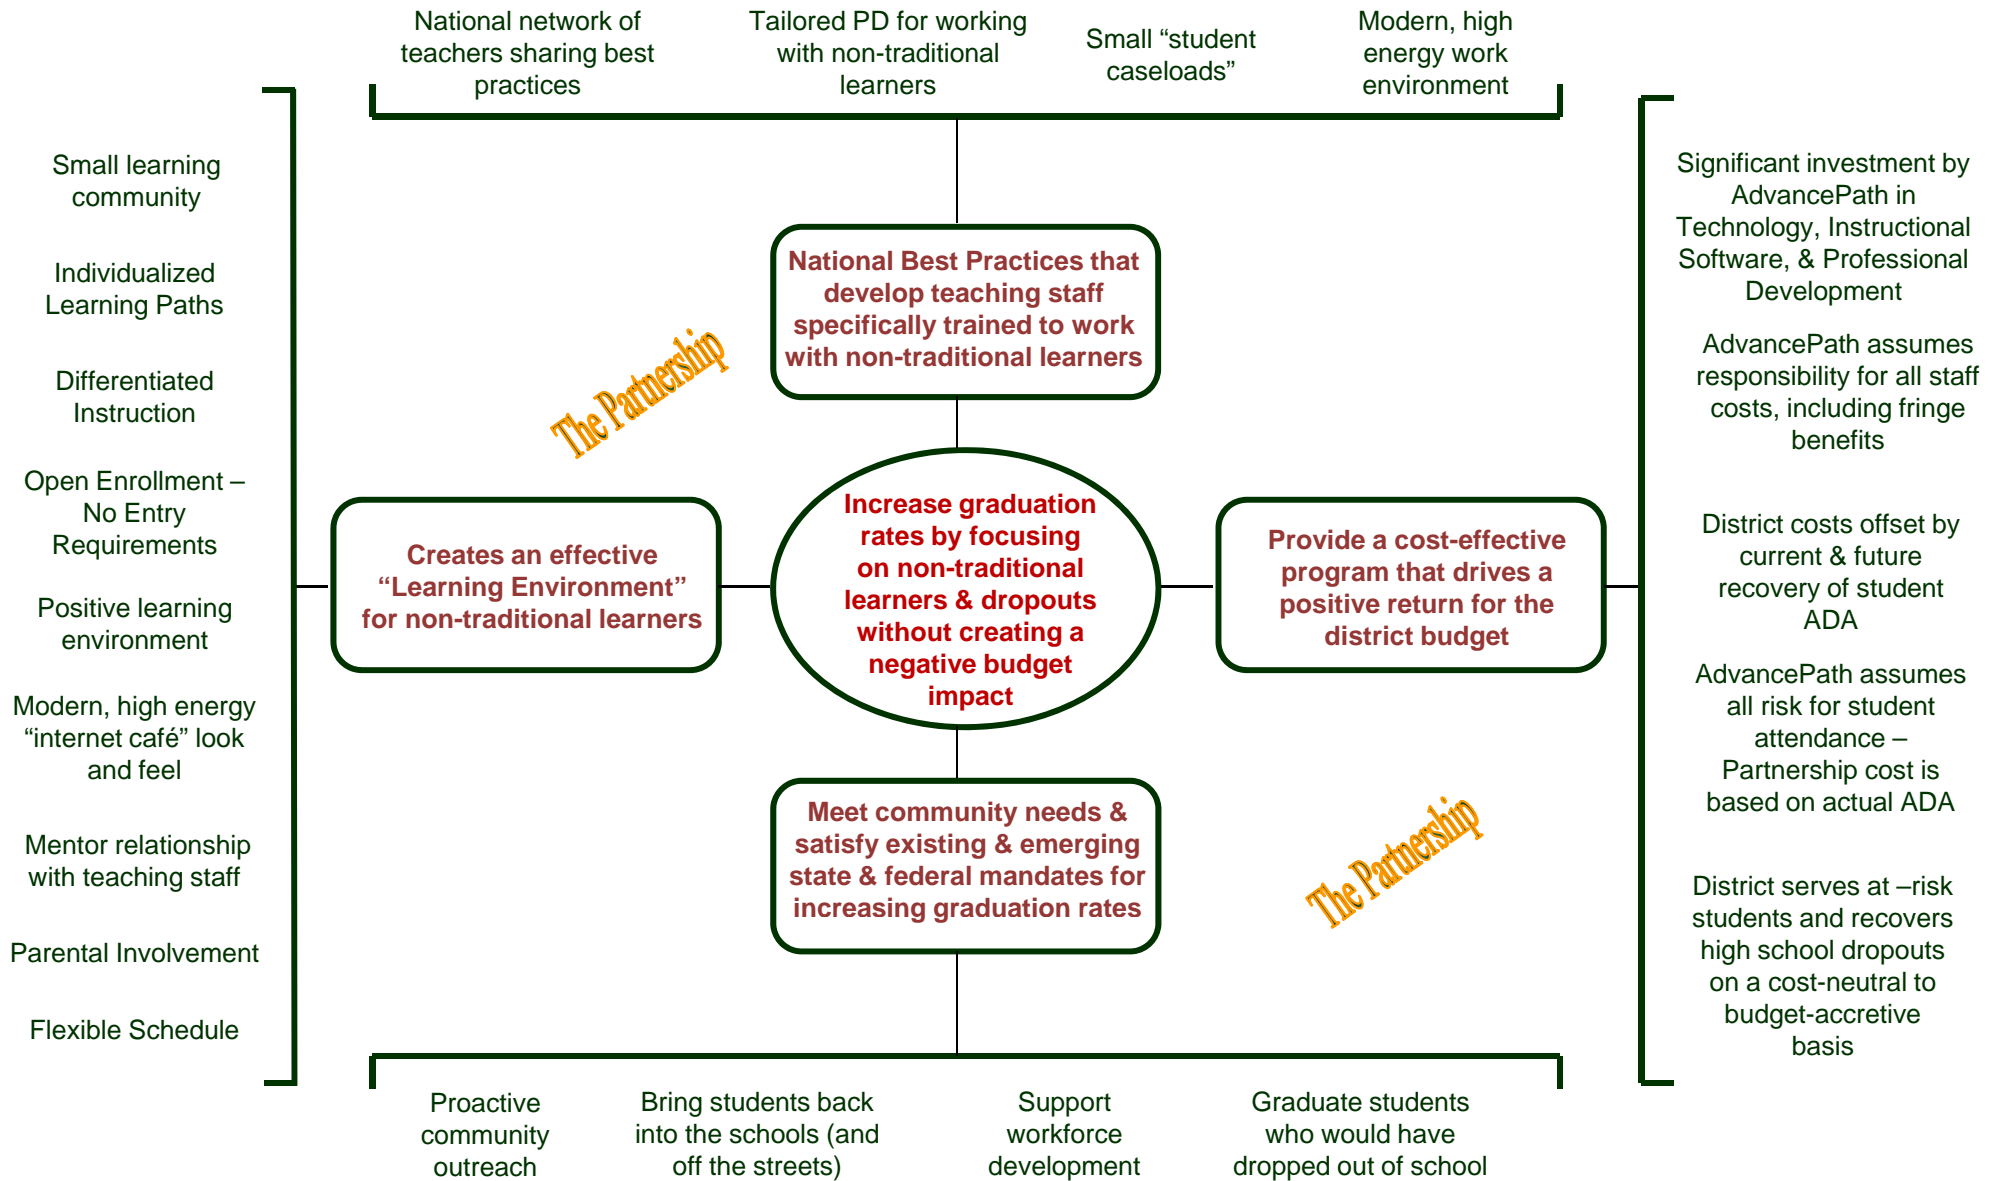 National network of
teachers sharing best
practices
Tailored PD for working
with non-traditional
learners
Small “student
caseloads”
Modern, high
energy work
environment
Small learning
community
Individualized
Learning Paths
Differentiated
Instruction
Open Enrollment –
No Entry
Requirements
Positive learning
environment
Modern, high energy
“internet café” look
and feel
Mentor relationship
with teaching staff
Parental Involvement
Flexible Schedule
National Best Practices that
develop teaching staff
specifically trained to work
with non-traditional learners
The Partnership
Creates an effective
“Learning Environment”
for non-traditional learners
Increase graduation
rates by focusing
on non-traditional
learners & dropouts
without creating a
negative budget
impact
Provide a cost-effective
program that drives a
positive return for the
district budget
Meet community needs &
satisfy existing & emerging
state & federal mandates for
increasing graduation rates
The Partnership
Significant investment by
AdvancePath in
Technology, Instructional
Software, & Professional
Development
AdvancePath assumes
responsibility for all staff
costs, including fringe
benefits
District costs offset by
current & future
recovery of student
ADA
AdvancePath assumes
all risk for student
attendance –
Partnership cost is
based on actual ADA
District serves at –risk
students and recovers
high school dropouts
on a cost-neutral to
budget-accretive
basis
Proactive
community
outreach
Bring students back
into the schools (and
off the streets)
Support
workforce
development
Graduate students
who would have
dropped out of school